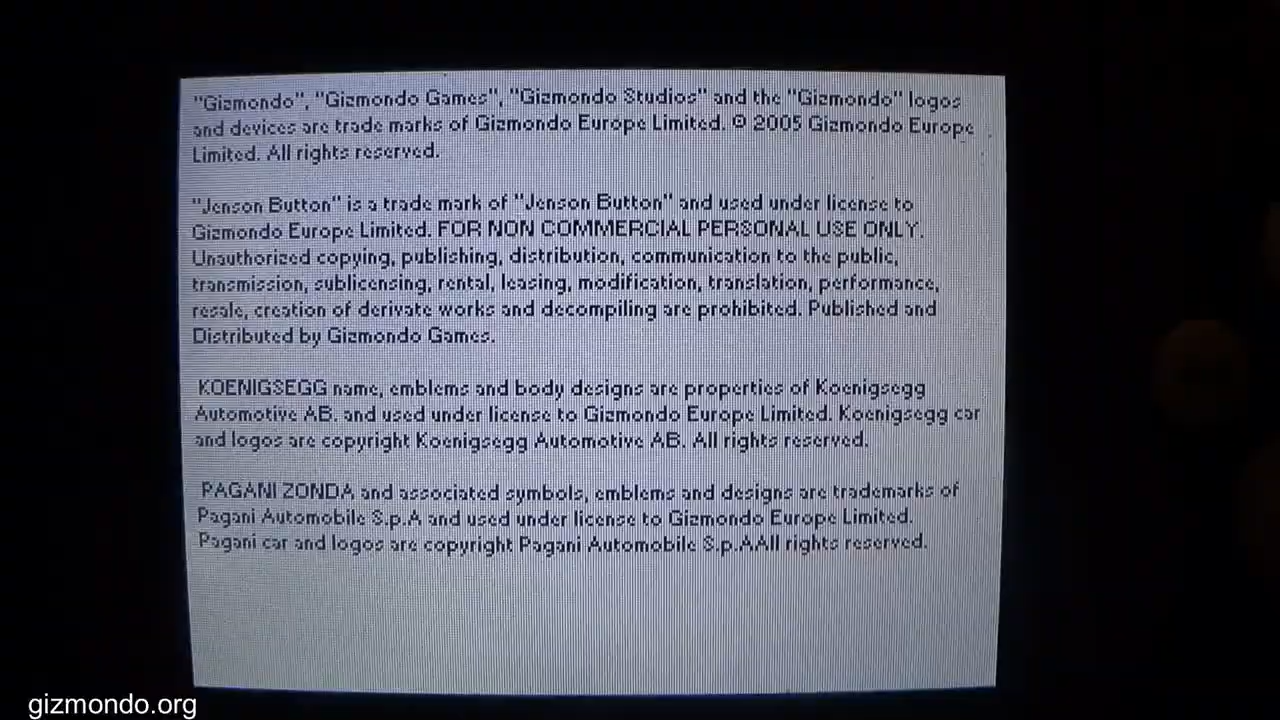 "Gizmondo", "Gizmondo Games", "Gizmondo Studios" and the "Gizmondo" logos
and devices are trade marks of Gizmondo Europe Limited. © 2005 Gizmondo Europe
Limited. All rights reserved.
"Jenson Button" is a trade mark of "Jenson Button" and used under license to
Gizmondo Europe Limited. FOR NON COMMERCIAL PERSONAL USE ONLY.
Unauthorized copying, publishing, distribution, communication to the public,
transmission, sublicensing, rental, leasing, modification, translation, performance,
resale, creation of derivate works and decompiling are prohibited. Published and
Distributed by Gizmondo Games.
KOENIGSEGG name, emblems and body designs are properties of Koenigsegg
Automotive AB. and used under license to Gizmondo Europe Limited. Koenigsegg car
and logos are copyright Koenigsegg Automotive AB. All rights reserved.
PAGANI ZONDA and associated symbols, emblems and designs are trademarks of
Pagani Automobile S.p.A and used under license to Gizmondo Europe Limited.
Pagani car and logos are copyright Pagani Automobile S.p.AAll rights reserved.
gizmondo.org